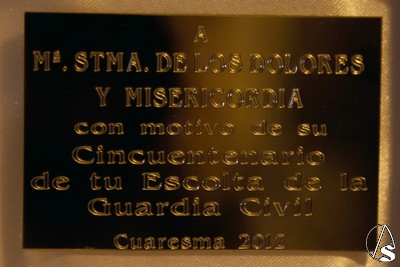 A
Mª. STMA. DE LOS DOLORES
Y MISERICORDIA
con motivo de su
Cincuentenario
de tu Escolta de la
Guardia Civil
Cuaresma 2012